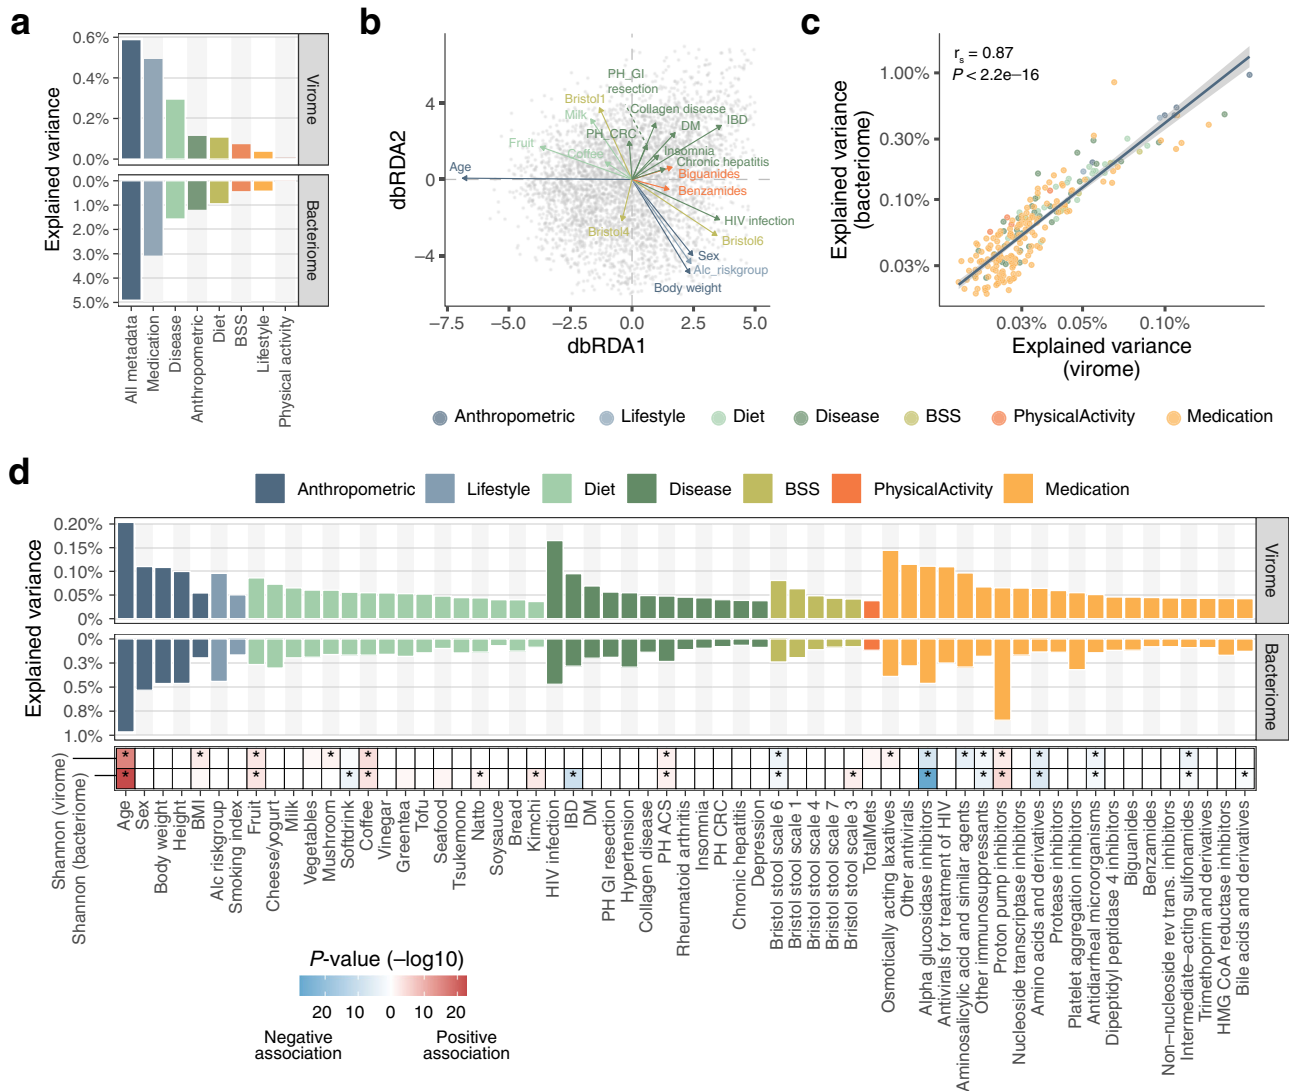 a
0.6%
0.4%
0.2%
0.0%
0.0%
1.0%
2.0%
3.0%
4.0%
5.0%
Explained variance
Virome
Bacteriome
All metadata
Medication
Disease
Anthropometric
Diet
BSS
Lifestyle
Physical activity
b
4
0
−4
dbRDA2
PH_GI
resection
Bristol1
Milk
Collagen disease
IBD
DM
PH_CRC
Fruit
Coffee
Insomnia
Chronic hepatitis
Age
Biguanides
Benzamides
HIV infection
Bristol4
Bristol6
Sex
Alc_riskgroup
Body weight
−7.5
−5.0
−2.5
0.0
2.5
5.0
dbRDA1
c
rs = 0.87
P < 2.2e−16
1.00%
0.30%
0.10%
0.03%
Explained variance
(bacteriome)
0.03%
0.05%
0.10%
Explained variance
(virome)
Anthropometric
Lifestyle
Diet
Disease
BSS
PhysicalActivity
Medication
d
Anthropometric
Lifestyle
Diet
Disease
BSS
PhysicalActivity
Medication
0.20%
0.15%
0.10%
0.05%
0%
0%
0.3%
0.5%
0.8%
1.0%
Explained variance
Virome
Bacteriome
* * * * * * * * * * * * * * *
* * * * * * * * * * * * * * * * *
Shannon (virome)
Shannon (bacteriome)
Age
Sex
Body weight
Height
BMI
Alc riskgroup
Smoking index
Fruit
Cheese/yogurt
Milk
Vegetables
Mushroom
Softdrink
Coffee
Vinegar
Greentea
Tofu
Seafood
Tsukemono
Natto
Soysauce
Bread
Kimchi
HIV infection
IBD
DM
PH GI resection
Hypertension
Collagen disease
PH ACS
Rheumatoid arthritis
Insomnia
PH CRC
Chronic hepatitis
Depression
Bristol stool scale 6
Bristol stool scale 1
Bristol stool scale 4
Bristol stool scale 7
Bristol stool scale 3
TotalMets
Osmotically acting laxatives
Other antivirals
Alpha glucosidase inhibitors
Antivirals for treatment of HIV
Aminosalicylic acid and similar agents
Other immunosuppressants
Proton pump inhibitors
Nucleoside transcriptase inhibitors
Amino acids and derivatives
Protease inhibitors
Platelet aggregation inhibitors
Antidiarrheal microorganisms
Dipeptidyl peptidase 4 inhibitors
Biguanides
Benzamides
Non−nucleoside rev trans. inhibitors
Intermediate−acting sulfonamides
Trimethoprim and derivatives
HMG CoA reductase inhibitors
Bile acids and derivatives
P-value (−log10)
20
10
0
10
20
Negative
association
Positive
association